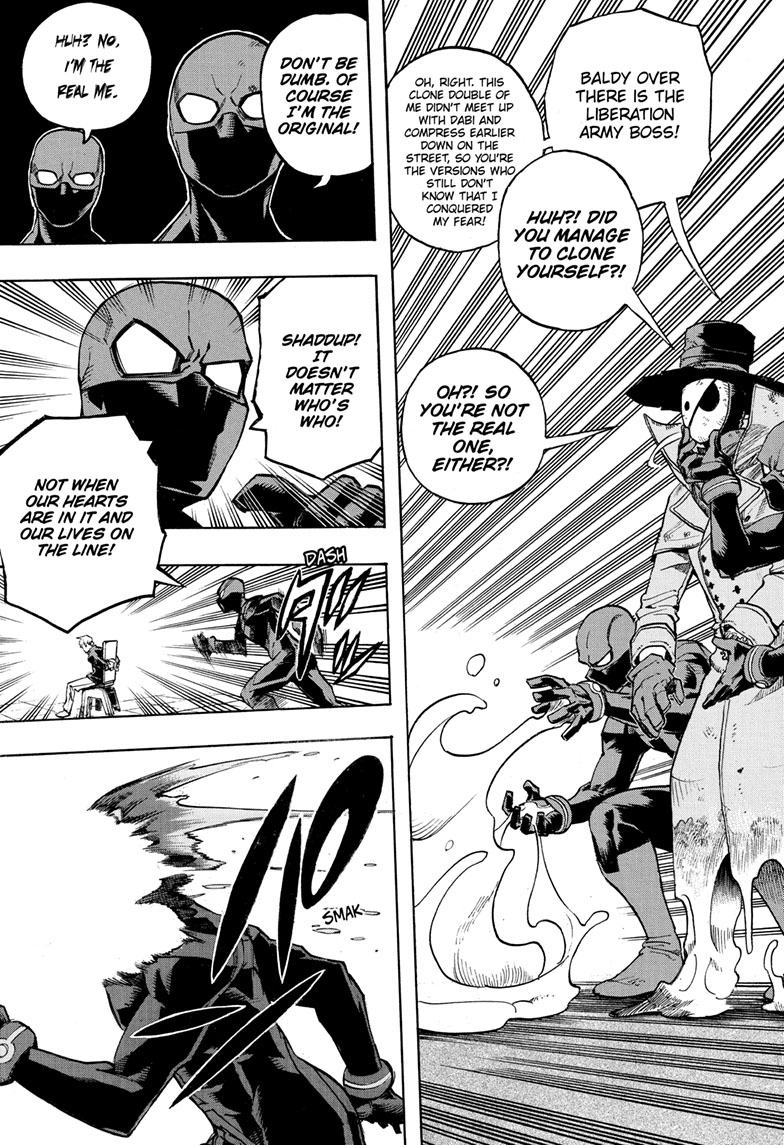 BALDY OVER
THERE IS THE
LIBERATION
ARMY BOSS!
HUH?! DID
YOU MANAGE
TO CLONE
YOURSELF?!
OH, RIGHT. THIS
CLONE DOUBLE OF
ME DIDN'T MEET UP
WITH DABI AND
COMPRESS EARLIER
DOWN ON THE
STREET, SO YOU'RE
THE VERSIONS WHO
STILL DON'T
KNOW THAT I
CONQUERED
MY FEAR!
OH?! SO
YOU'RE NOT
THE REAL
ONE,
EITHER?!
DON'T BE
DUMB. OF
COURSE
I'M THE
ORIGINAL!
HUH? NO,
I'M THE
REAL ME.
SHADDUP!
IT
DOESN'T
MATTER
WHO'S
WHO!
NOT WHEN
OUR HEARTS
ARE IN IT AND
OUR LIVES ON
THE LINE!
DASH
ダッッ
SMAK
パ